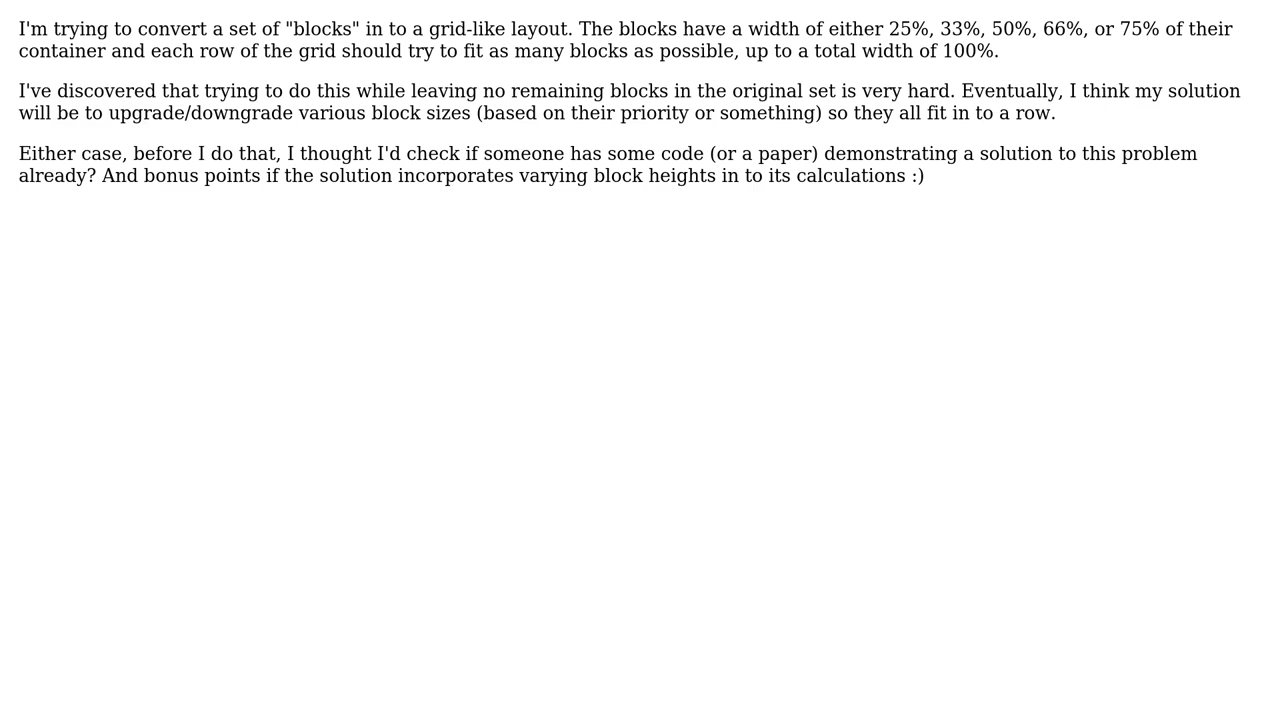 I'm trying to convert a set of "blocks" in to a grid-like layout. The blocks have a width of either 25%, 33%, 50%, 66%, or 75% of their
container and each row of the grid should try to fit as many blocks as possible, up to a total width of 100%.
I've discovered that trying to do this while leaving no remaining blocks in the original set is very hard. Eventually, I think my solution
will be to upgrade/downgrade various block sizes (based on their priority or something) so they all fit in to a row.
Either case, before I do that, I thought I'd check if someone has some code (or a paper) demonstrating a solution to this problem
already? And bonus points if the solution incorporates varying block heights in to its calculations :)